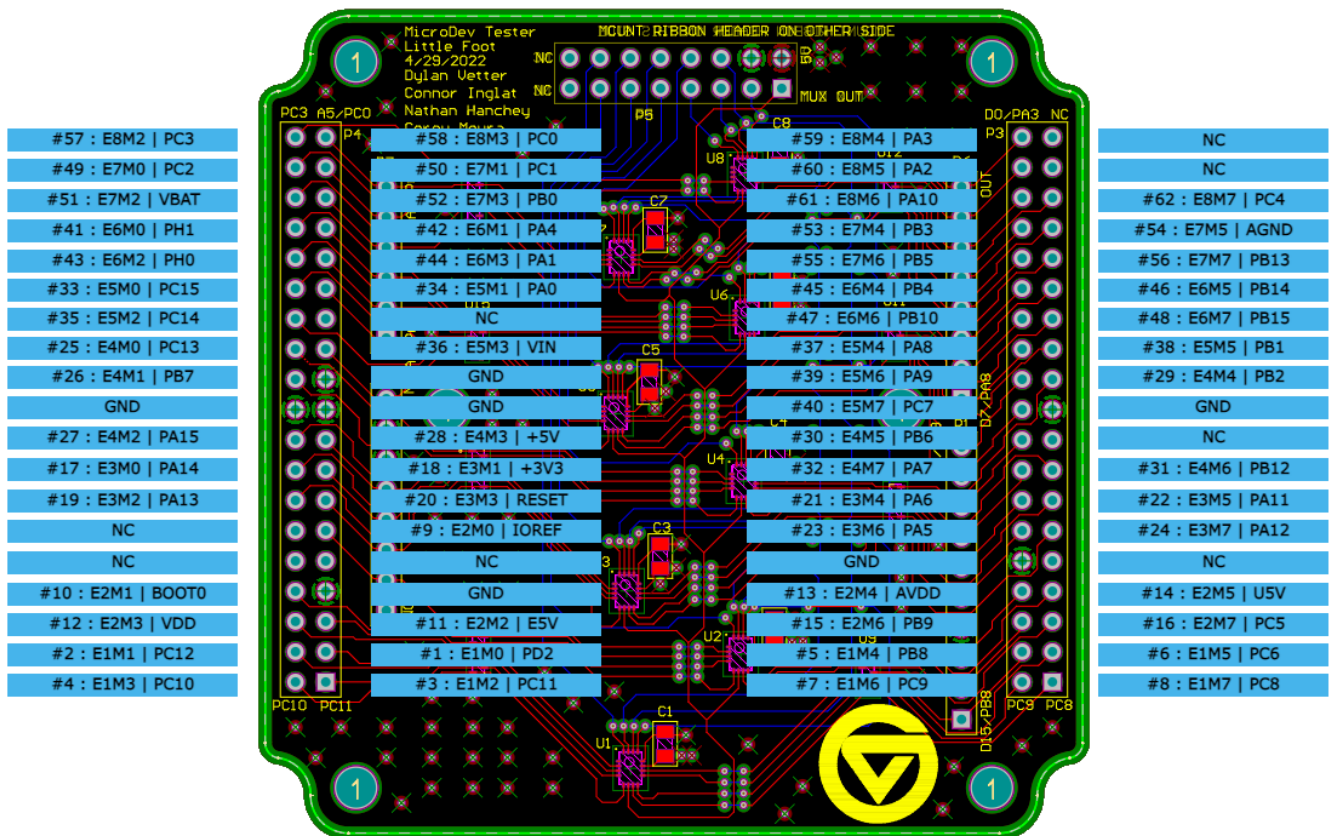 MicroDev Tester
Little Foot
4/29/2022
Dylan Vetter
Connor Inglat
Nathan Hanchey
MOUNT RIBBON HEADER ON OTHER SIDE
NC
NC
5V
MUX OUT
P5
1
1
PC3 A5/PC0
P4
D0/PA3 NC
P3
#57 : E8M2 | PC3
#58 : E8M3 | PC0
#59 : E8M4 | PA3
NC
#49 : E7M0 | PC2
#50 : E7M1 | PC1
#60 : E8M5 | PA2
NC
#51 : E7M2 | VBAT
#52 : E7M3 | PB0
#61 : E8M6 | PA10
#62 : E8M7 | PC4
#41 : E6M0 | PH1
#42 : E6M1 | PA4
#53 : E7M4 | PB3
#54 : E7M5 | AGND
#43 : E6M2 | PH0
#44 : E6M3 | PA1
#55 : E7M6 | PB5
#56 : E7M7 | PB13
#33 : E5M0 | PC15
#34 : E5M1 | PA0
#45 : E6M4 | PB4
#46 : E6M5 | PB14
#35 : E5M2 | PC14
NC
#47 : E6M6 | PB10
#48 : E6M7 | PB15
#25 : E4M0 | PC13
#36 : E5M3 | VIN
#37 : E5M4 | PA8
#38 : E5M5 | PB1
#26 : E4M1 | PB7
GND
#39 : E5M6 | PA9
#29 : E4M4 | PB2
GND
GND
#40 : E5M7 | PC7
GND
#27 : E4M2 | PA15
#28 : E4M3 | +5V
#30 : E4M5 | PB6
NC
#17 : E3M0 | PA14
#18 : E3M1 | +3V3
#32 : E4M7 | PA7
#31 : E4M6 | PB12
#19 : E3M2 | PA13
#20 : E3M3 | RESET
#21 : E3M4 | PA6
#22 : E3M5 | PA11
NC
#9 : E2M0 | IOREF
#23 : E3M6 | PA5
#24 : E3M7 | PA12
NC
NC
GND
NC
#10 : E2M1 | BOOT0
GND
#13 : E2M4 | AVDD
#14 : E2M5 | U5V
#12 : E2M3 | VDD
#11 : E2M2 | E5V
#15 : E2M6 | PB9
#16 : E2M7 | PC5
#2 : E1M1 | PC12
#1 : E1M0 | PD2
#5 : E1M4 | PB8
#6 : E1M5 | PC6
#4 : E1M3 | PC10
#3 : E1M2 | PC11
#7 : E1M6 | PC9
#8 : E1M7 | PC8
C8
U8
OUT
C7
U6
C5
D7/PA8
U4
C3
U2
C1
U1
PC10 PC11
D15/PB8
PC9 PC8
1
1